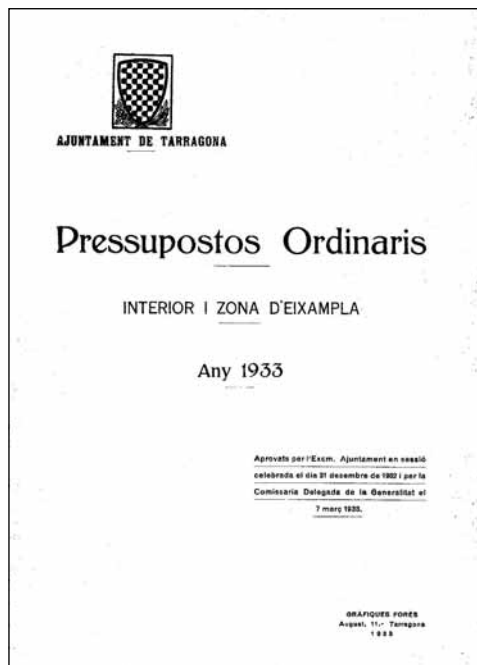 AJUNTAMENT DE TARRAGONA
Pressupostos Ordinaris
INTERIOR I ZONA D'EIXAMPLA
Any 1933
Aprovats per l'Excm. Ajuntament en sessió
celebrada el dia 31 desembre de 1932 i per la
Comissaria Delegada de la Generalitat el
7 març 1933.
GRÀFIQUES FORÉS
August, 11.- Tarragona
1933